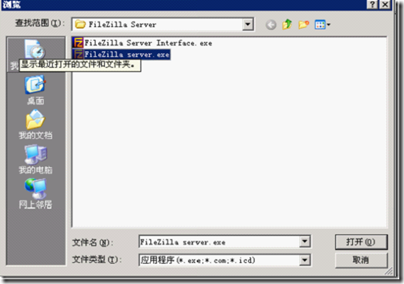 浏览
查找范围(I):
FileZilla Server
FileZilla Server Interface.exe
FileZilla server.exe
显示最近打开的文件和文件夹。
桌面
我的文档
我的电脑
网上邻居
文件名(N):
FileZilla server.exe
打开(O)
文件类型(T):
应用程序(*.exe;*.com;*.icd)
取消